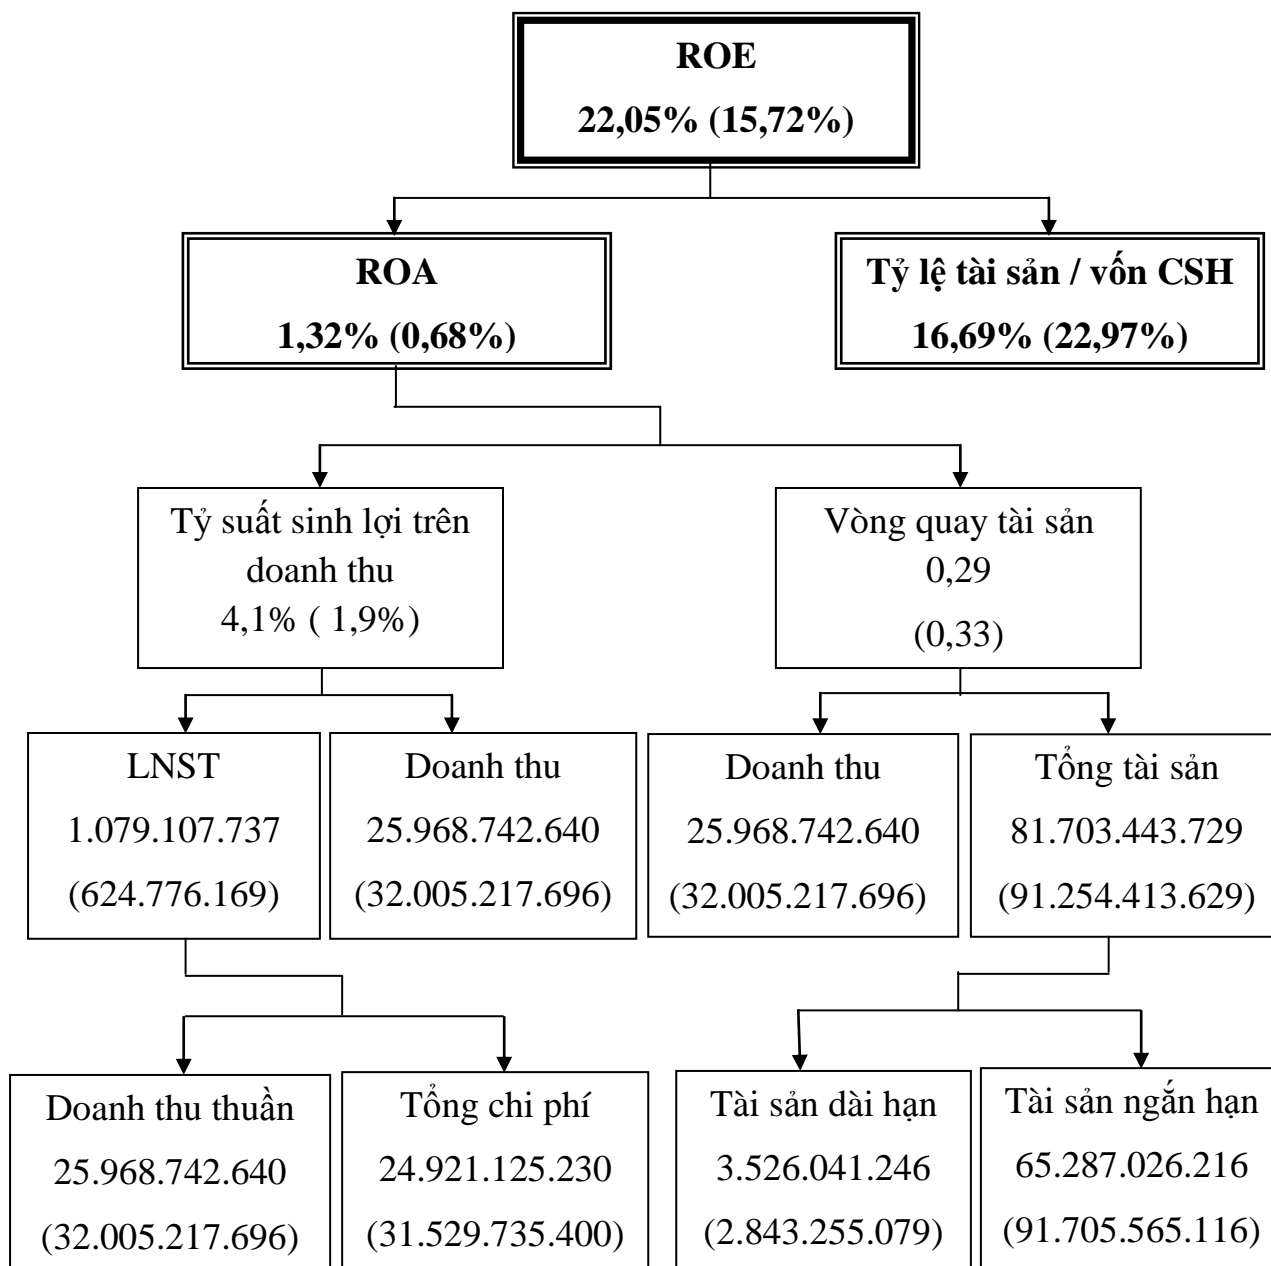 ROE
22,05% (15,72%)
ROA
1,32% (0,68%)
Tỷ lệ tài sản / vốn CSH
16,69% (22,97%)
Tỷ suất sinh lợi trên
doanh thu
4,1% ( 1,9%)
Vòng quay tài sản
0,29
(0,33)
LNST
1.079.107.737
(624.776.169)
Doanh thu
25.968.742.640
(32.005.217.696)
Doanh thu
25.968.742.640
(32.005.217.696)
Tổng tài sản
81.703.443.729
(91.254.413.629)
Doanh thu thuần
25.968.742.640
(32.005.217.696)
Tổng chi phí
24.921.125.230
(31.529.735.400)
Tài sản dài hạn
3.526.041.246
(2.843.255.079)
Tài sản ngắn hạn
65.287.026.216
(91.705.565.116)